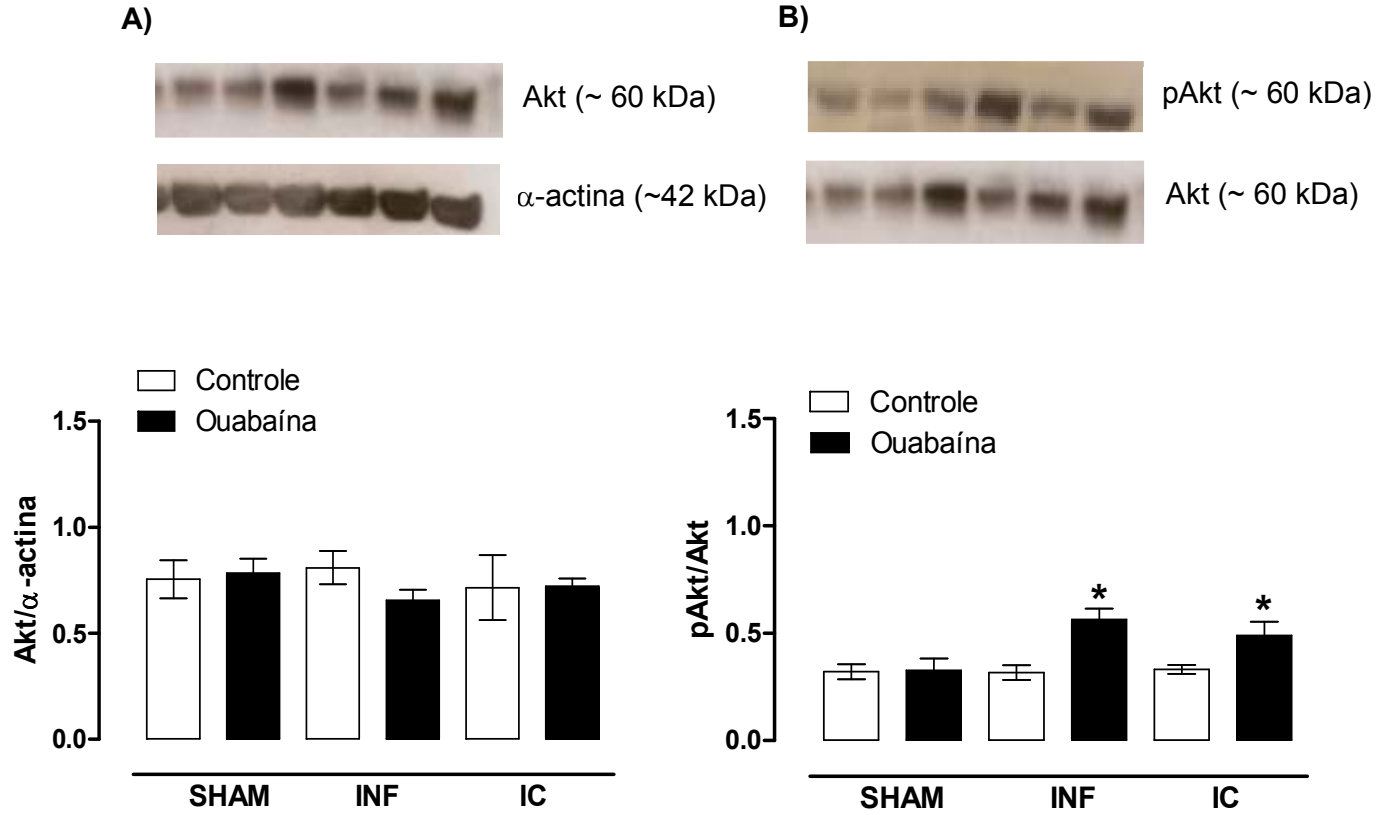 A)
Akt (~ 60 kDa)
α-actina (~42 kDa)
Controle
Ouabaína
1.5
1.0
0.5
0.0
Akt/α-actina
SHAM INF IC
B)
pAkt (~ 60 kDa)
Akt (~ 60 kDa)
Controle
Ouabaína
1.5
1.0
0.5
0.0
pAkt/Akt
* *
SHAM INF IC